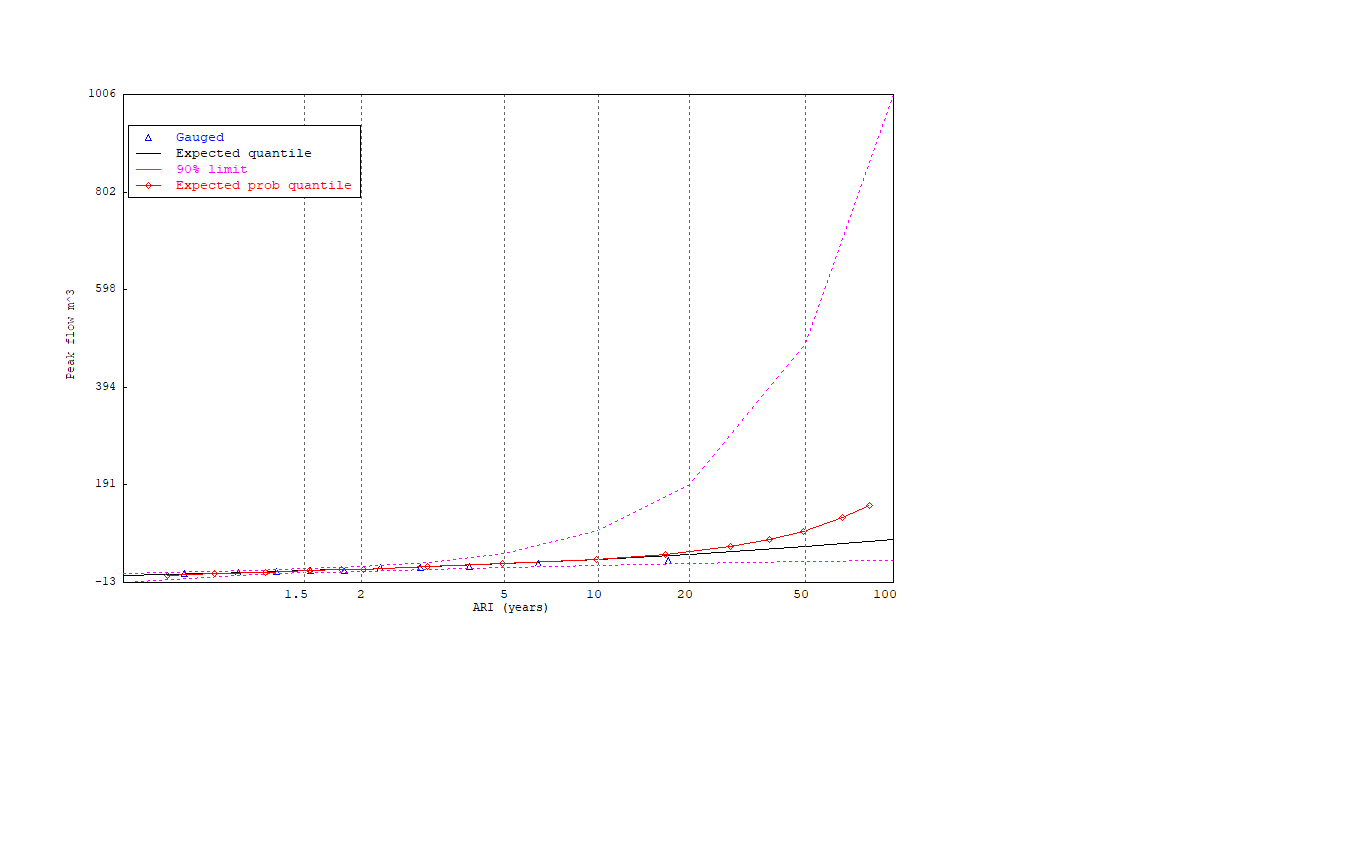 1006
Gauged
Expected quantile
90% limit
Expected prob quantile
802
598
Peak flow m^3
394
191
-13
1.5 2 5 10 20 50 100
ARI (years)